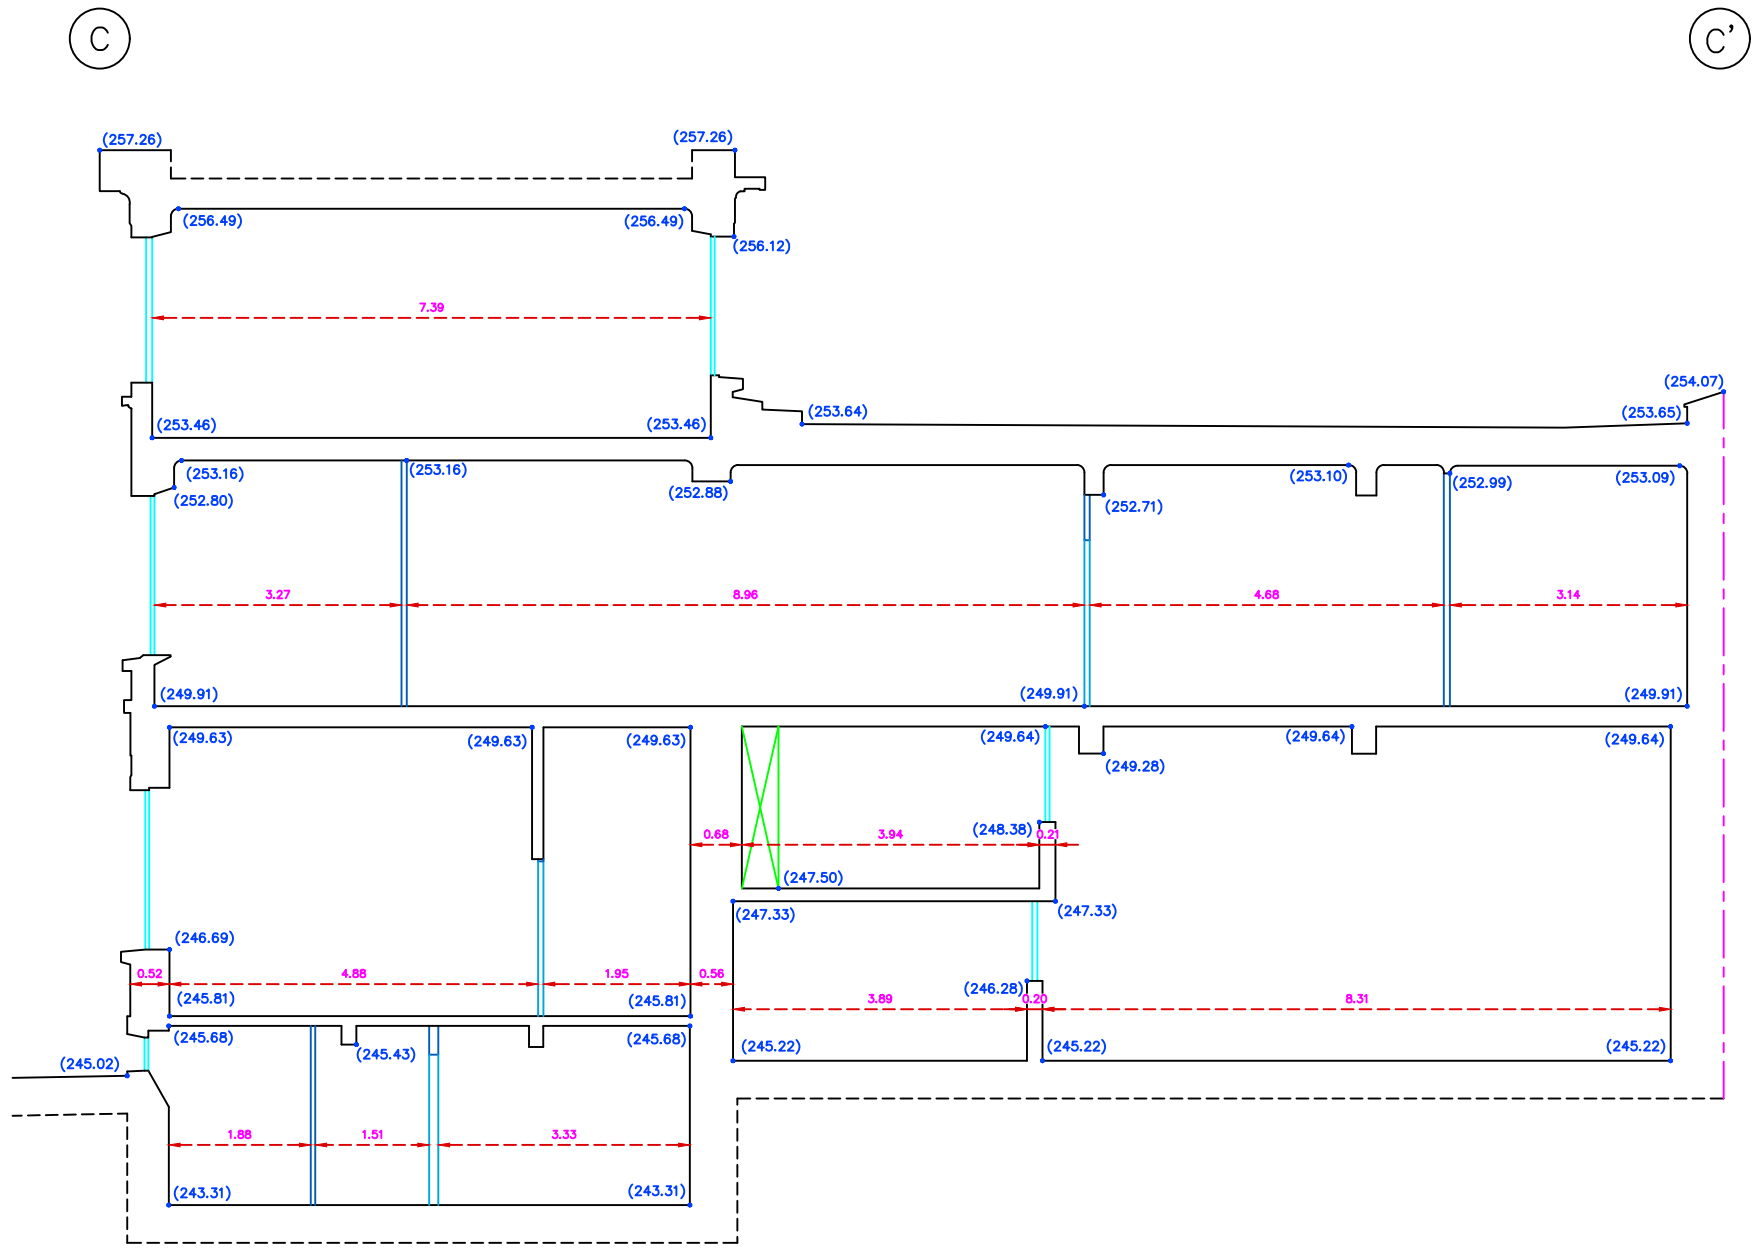 C C'
(257.26) (257.26)
(256.49) (256.49)
(256.12)
7.39
(254.07)
(253.64) (253.65)
(253.46) (253.46)
(253.16) (253.16) (253.10) (252.99) (253.09)
(252.80) (252.88) (252.71)
3.27 8.96 4.68 3.14
(249.91) (249.91) (249.91)
(249.63) (249.63) (249.63) (249.64) (249.64) (249.64)
(249.28)
0.68 3.94 (248.38) 0.21
(247.50)
(247.33) (247.33)
(246.69)
0.52 4.88 1.95 0.56
(246.28)
(245.81) (245.81) 3.89 0.20 8.31
(245.68) (245.43) (245.68) (245.22) (245.22) (245.22)
(245.02)
1.88 1.51 3.33
(243.31) (243.31)